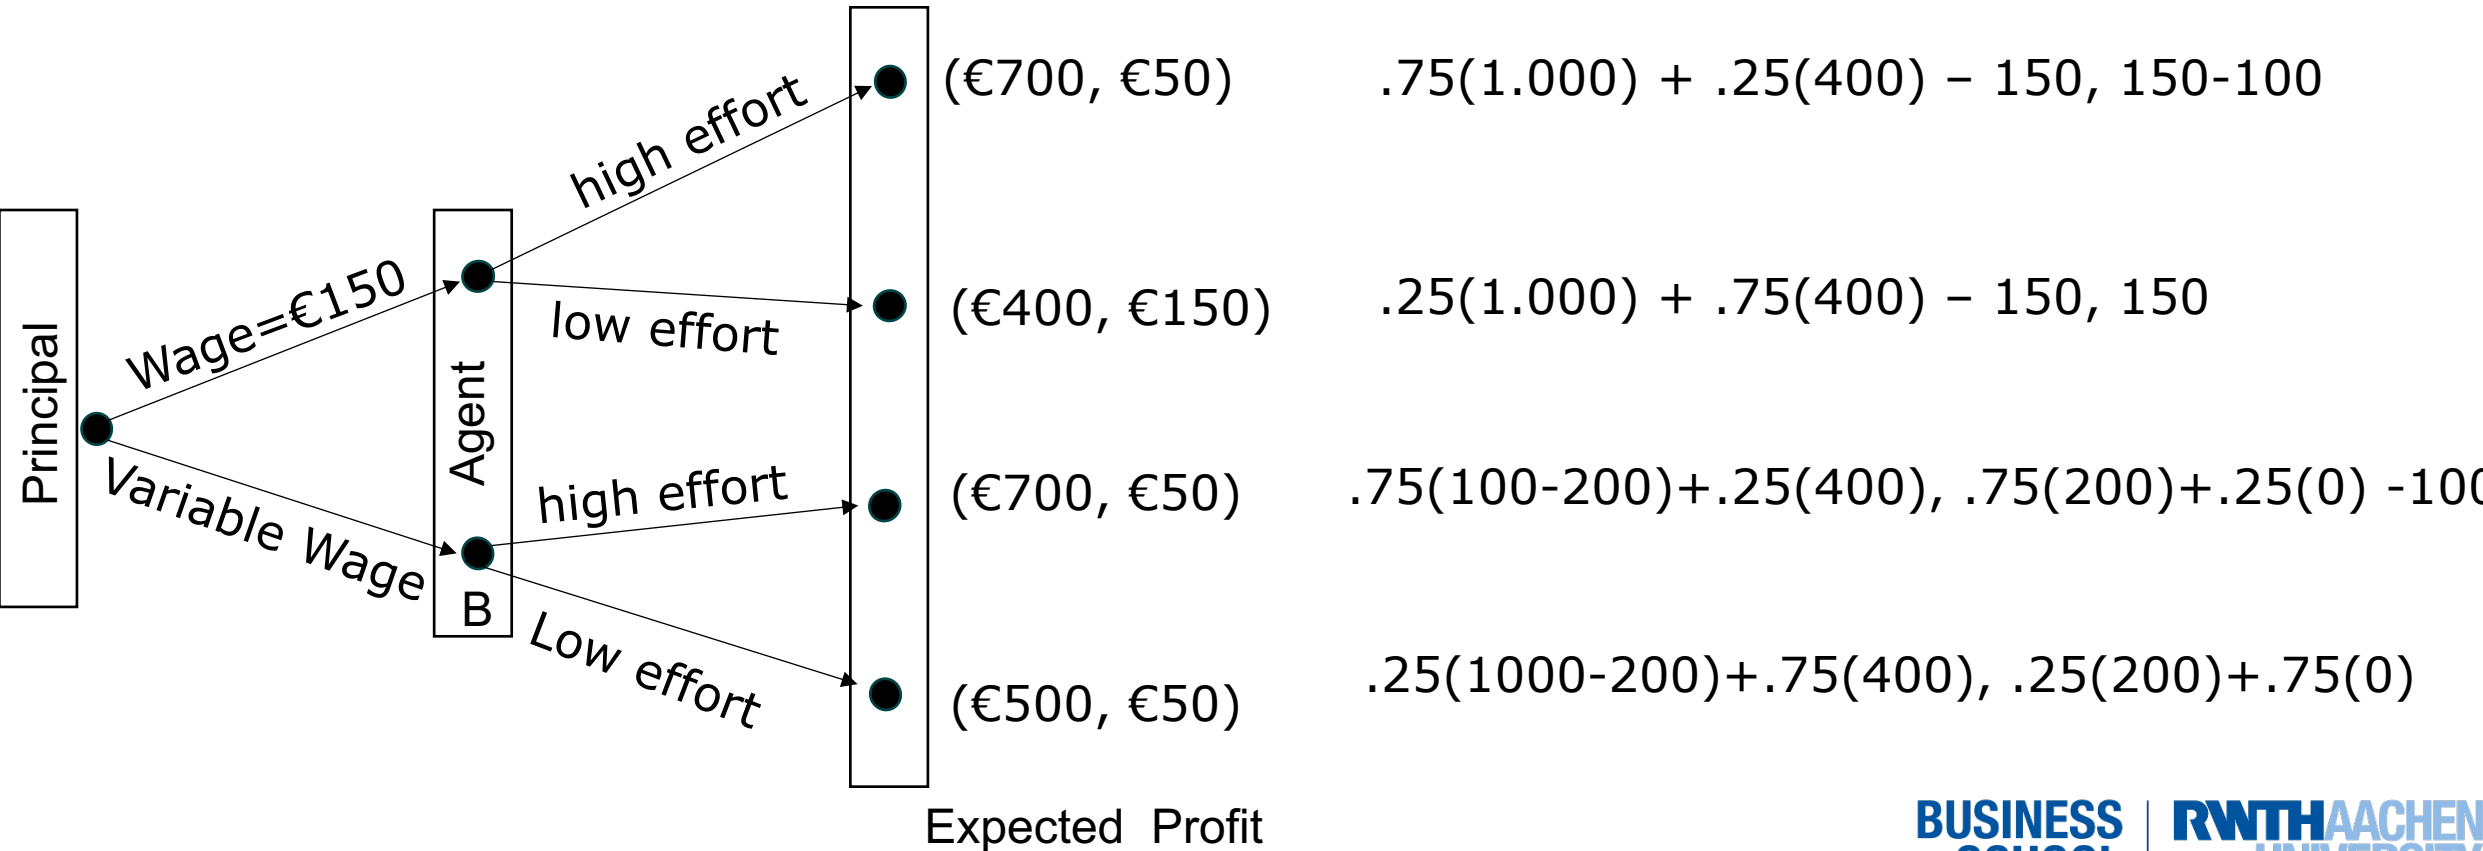 (€700, €50)
.75(1.000) + .25(400) – 150, 150-100
high effort
Wage=€150
(€400, €150)
.25(1.000) + .75(400) – 150, 150
low effort
Principal
Agent
Variable Wage
high effort
(€700, €50)
.75(100-200)+.25(400), .75(200)+.25(0) -100
B
Low effort
(€500, €50)
.25(1000-200)+.75(400), .25(200)+.75(0)
Expected Profit
BUSINESS
SCHOOL
RWTHAACHEN
UNIVERSITY